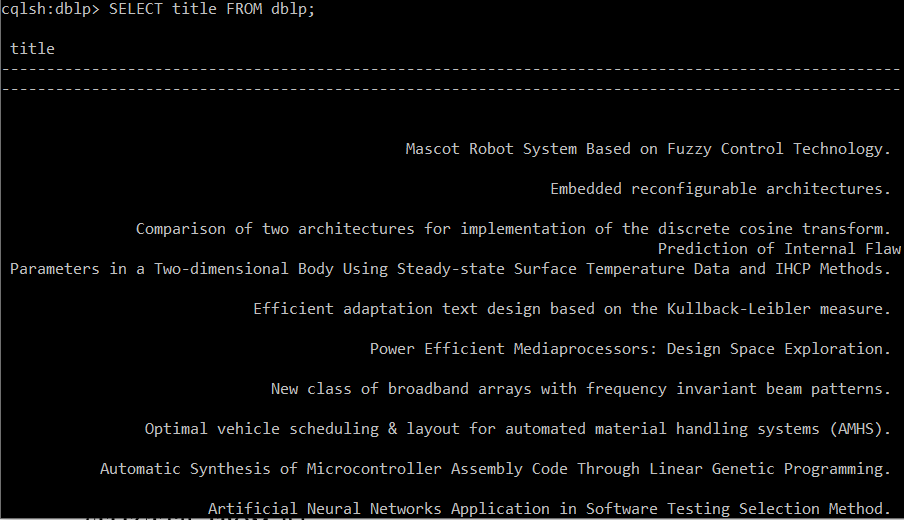 cqlsh:dblp> SELECT title FROM dblp;
title
----------------------------------------------------------------------------------------------------
----------------------------------------------------------------------------------------------------
Mascot Robot System Based on Fuzzy Control Technology.
Embedded reconfigurable architectures.
Comparison of two architectures for implementation of the discrete cosine transform.
Prediction of Internal Flaw
Parameters in a Two-dimensional Body Using Steady-state Surface Temperature Data and IHCP Methods.
Efficient adaptation text design based on the Kullback-Leibler measure.
Power Efficient Mediaprocessors: Design Space Exploration.
New class of broadband arrays with frequency invariant beam patterns.
Optimal vehicle scheduling & layout for automated material handling systems (AMHS).
Automatic Synthesis of Microcontroller Assembly Code Through Linear Genetic Programming.
Artificial Neural Networks Application in Software Testing Selection Method.